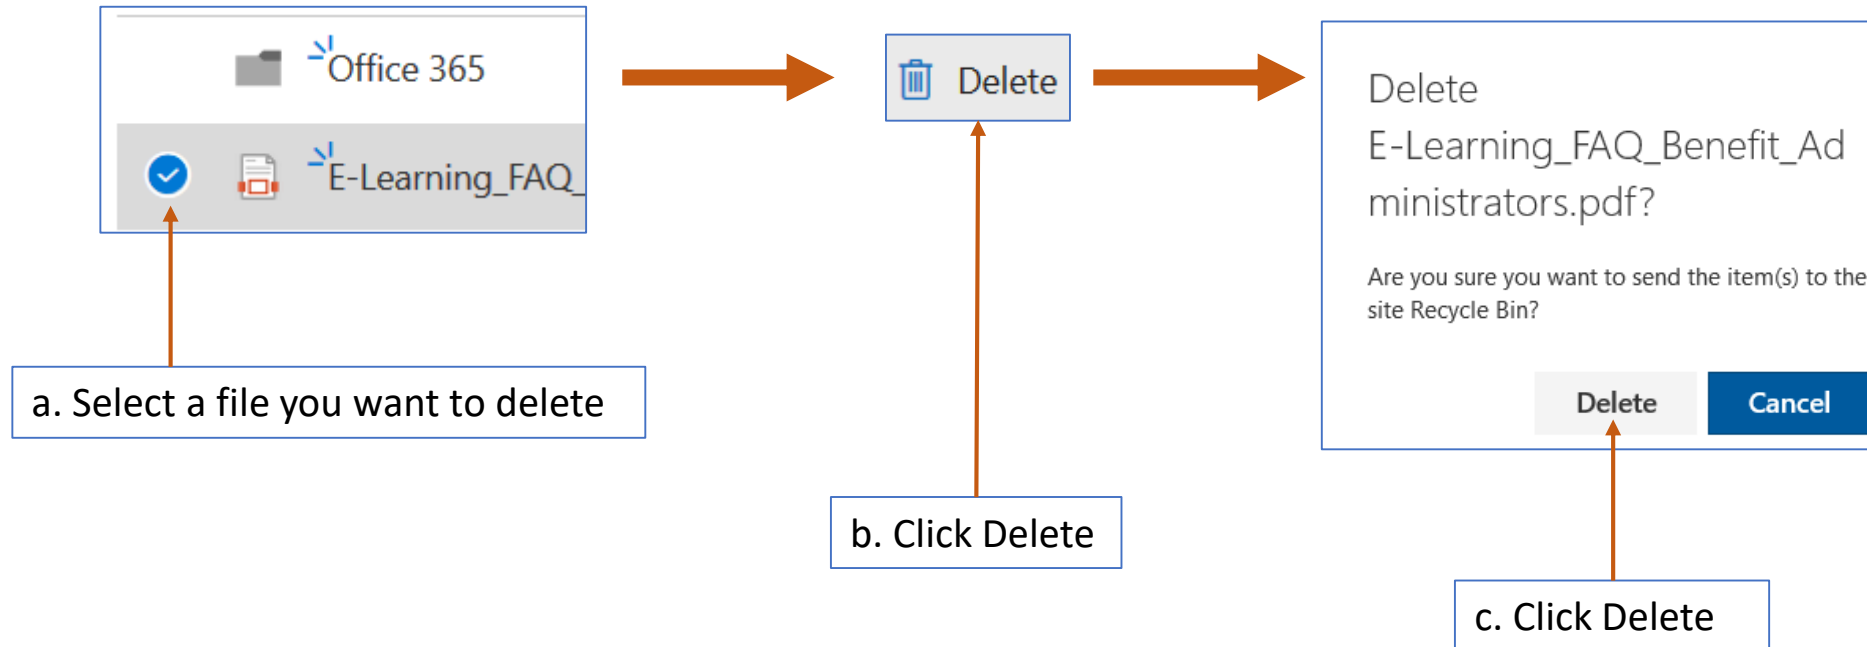 Office 365
E-Learning_FAQ_
a. Select a file you want to delete
Delete
b. Click Delete
Delete
E-Learning_FAQ_Benefit_Ad
ministrators.pdf?
Are you sure you want to send the item(s) to the
site Recycle Bin?
Delete Cancel
c. Click Delete